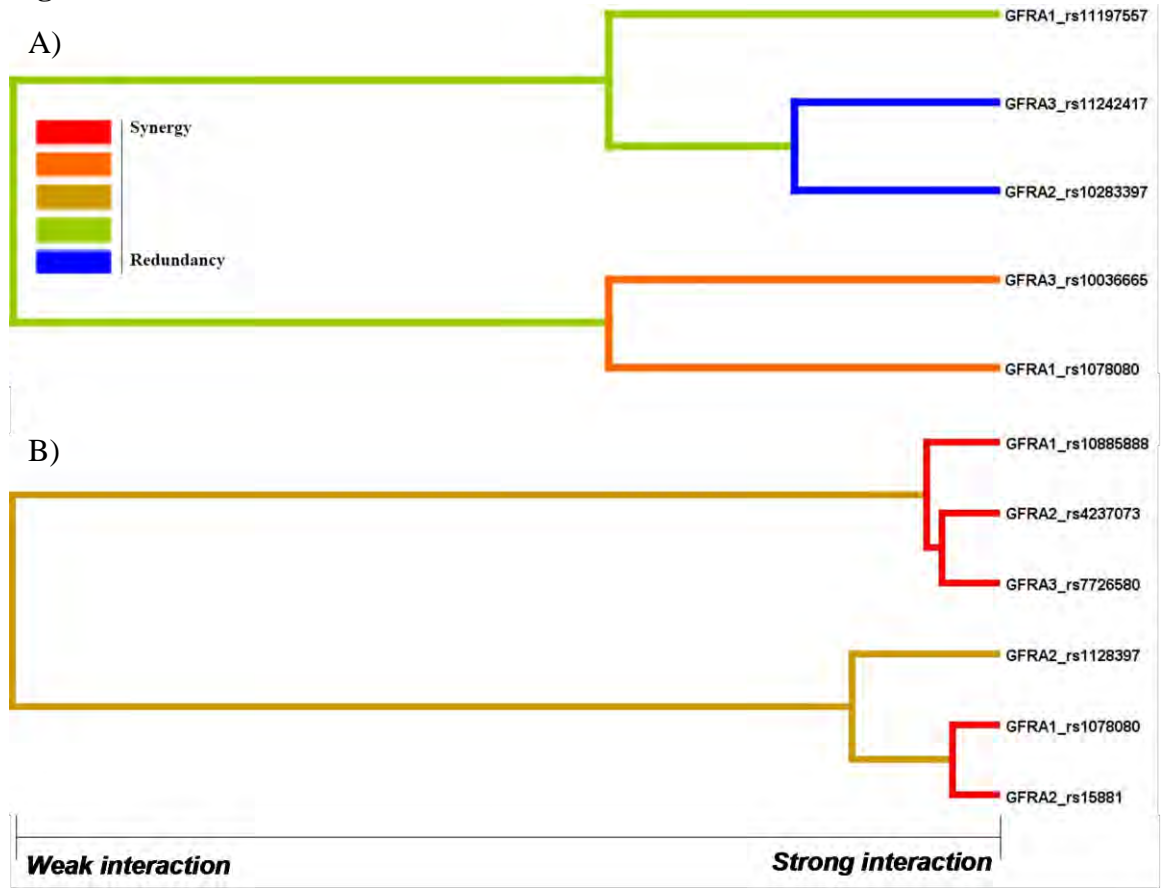 GFRA1_rs11197557
A)
GFRA3_rs11242417
Synergy
GFRA2_rs10283397
Redundancy
GFRA3_rs10036665
GFRA1_rs1078080
B)
GFRA1_rs10885888
GFRA2_rs4237073
GFRA3_rs7726580
GFRA2_rs1128397
GFRA1_rs1078080
GFRA2_rs15881
Weak interaction
Strong interaction